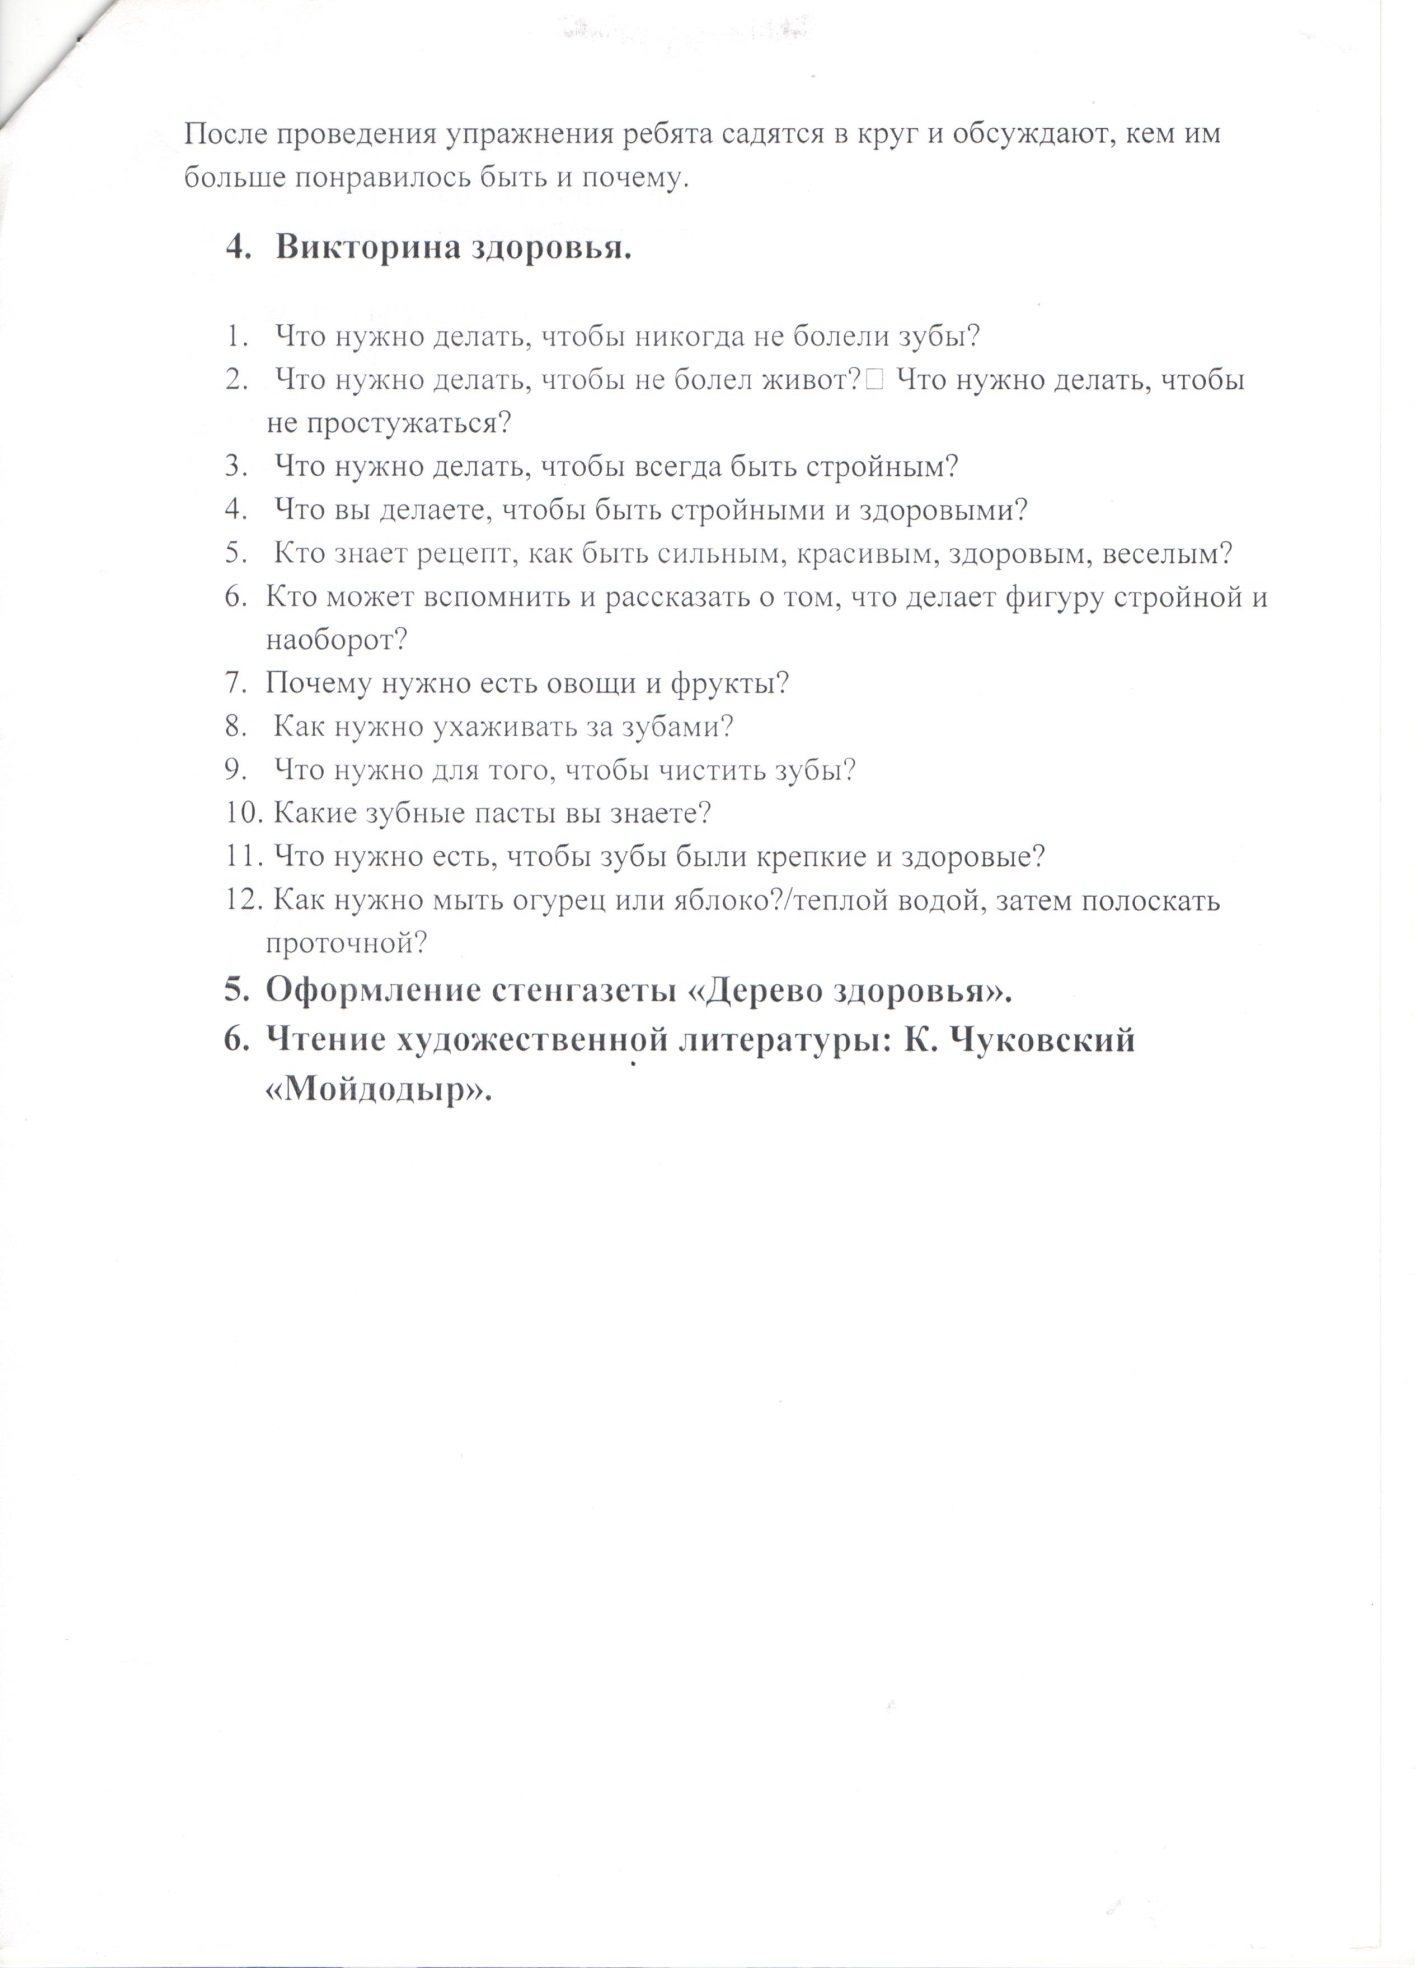 После проведения упражнения ребята садятся в круг и обсуждают, кем им
больше понравилось быть и почему.
4. Викторина здоровья.
1. Что нужно делать, чтобы никогда не болели зубы?
2. Что нужно делать, чтобы не болел живот?□ Что нужно делать, чтобы
не простужаться?
3. Что нужно делать, чтобы всегда быть стройным?
4. Что вы делаете, чтобы быть стройными и здоровыми?
5. Кто знает рецепт, как быть сильным, красивым, здоровым, веселым?
6. Кто может вспомнить и рассказать о том, что делает фигуру стройной и
наоборот?
7. Почему нужно есть овощи и фрукты?
8. Как нужно ухаживать за зубами?
9. Что нужно для того, чтобы чистить зубы?
10. Какие зубные пасты вы знаете?
11. Что нужно есть, чтобы зубы были крепкие и здоровые?
12. Как нужно мыть огурец или яблоко?/теплой водой, затем полоскать
проточной?
5. Оформление стенгазеты «Дерево здоровья».
6. Чтение художественной литературы: К. Чуковский
«Мойдодыр».